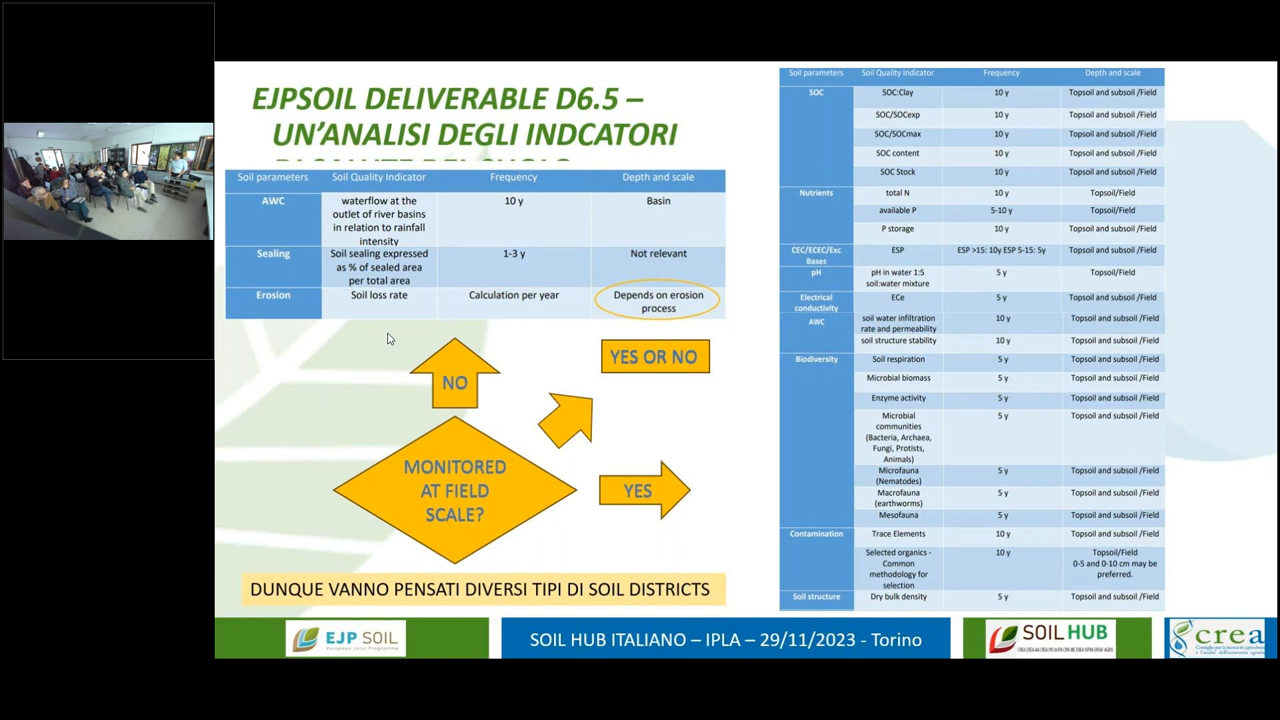 EJPSOIL DELIVERABLE D6.5 –
UN'ANALISI DEGLI INDCATORI
Soil parameters Soil Quality Indicator Frequency Depth and scale
AWC waterflow at the outlet of river basins in relation to rainfall intensity 10 y Basin
Sealing Soil sealing expressed as % of sealed area per total area 1-3 y Not relevant
Erosion Soil loss rate Calculation per year Depends on erosion process
NO
YES OR NO
MONITORED
AT FIELD
SCALE?
YES
DUNQUE VANNO PENSATI DIVERSI TIPI DI SOIL DISTRICTS
Soil parameters Soil Quality Indicator Frequency Depth and scale
SOC SOC:Clay 10 y Topsoil and subsoil /Field
SOC/SOCexp 10 y Topsoil and subsoil /Field
SOC/SOCmax 10 y Topsoil and subsoil /Field
SOC content 10 y Topsoil and subsoil /Field
SOC Stock 10 y Topsoil and subsoil /Field
Nutrients total N 10 y Topsoil/Field
available P 5-10 y Topsoil/Field
P storage 10 y Topsoil and subsoil /Field
CEC/ECEC/Exc Bases ESP ESP >15: 10y ESP 5-15: 5y Topsoil and subsoil /Field
pH pH in water 1:5 soil:water mixture 5 y Topsoil/Field
Electrical conductivity ECe 5 y Topsoil and subsoil /Field
AWC soil water infiltration rate and permeability 10 y Topsoil and subsoil /Field
soil structure stability 10 y Topsoil and subsoil /Field
Biodiversity Soil respiration 5 y Topsoil and subsoil /Field
Microbial biomass 5 y Topsoil and subsoil /Field
Enzyme activity 5 y Topsoil and subsoil /Field
Microbial communities (Bacteria, Archaea, Fungi, Protists, Animals) 5 y Topsoil and subsoil /Field
Microfauna (Nematodes) 5 y Topsoil and subsoil /Field
Macrofauna (earthworms) 5 y Topsoil and subsoil /Field
Mesofauna 5 y Topsoil and subsoil /Field
Contamination Trace Elements 10 y Topsoil and subsoil /Field
Selected organics - Common methodology for selection 10 y Topsoil/Field 0-5 and 0-10 cm may be preferred.
Soil structure Dry bulk density 5 y Topsoil and subsoil /Field
EJP SOIL
European Joint Programme
SOIL HUB ITALIANO – IPLA – 29/11/2023 - Torino
SOIL HUB
crea